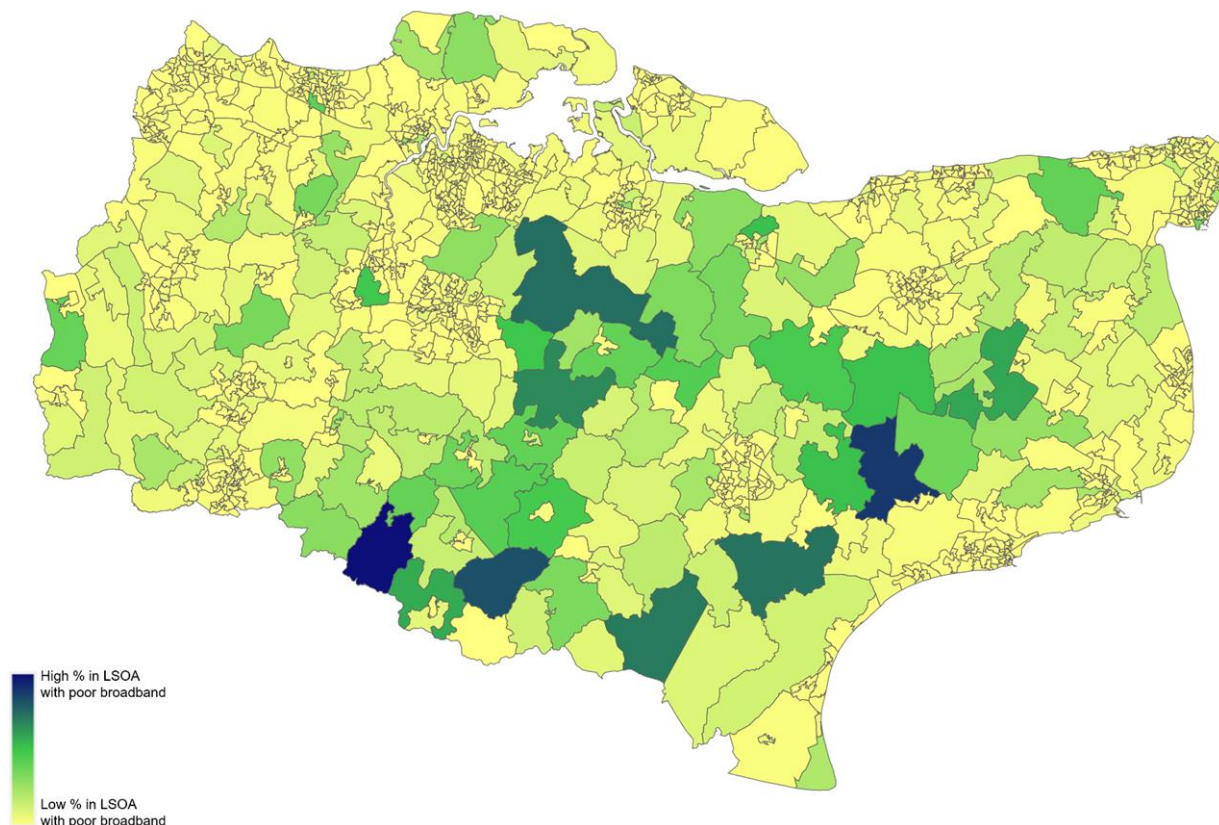 High % in LSOA
with poor broadband
Low % in LSOA
with poor broadband